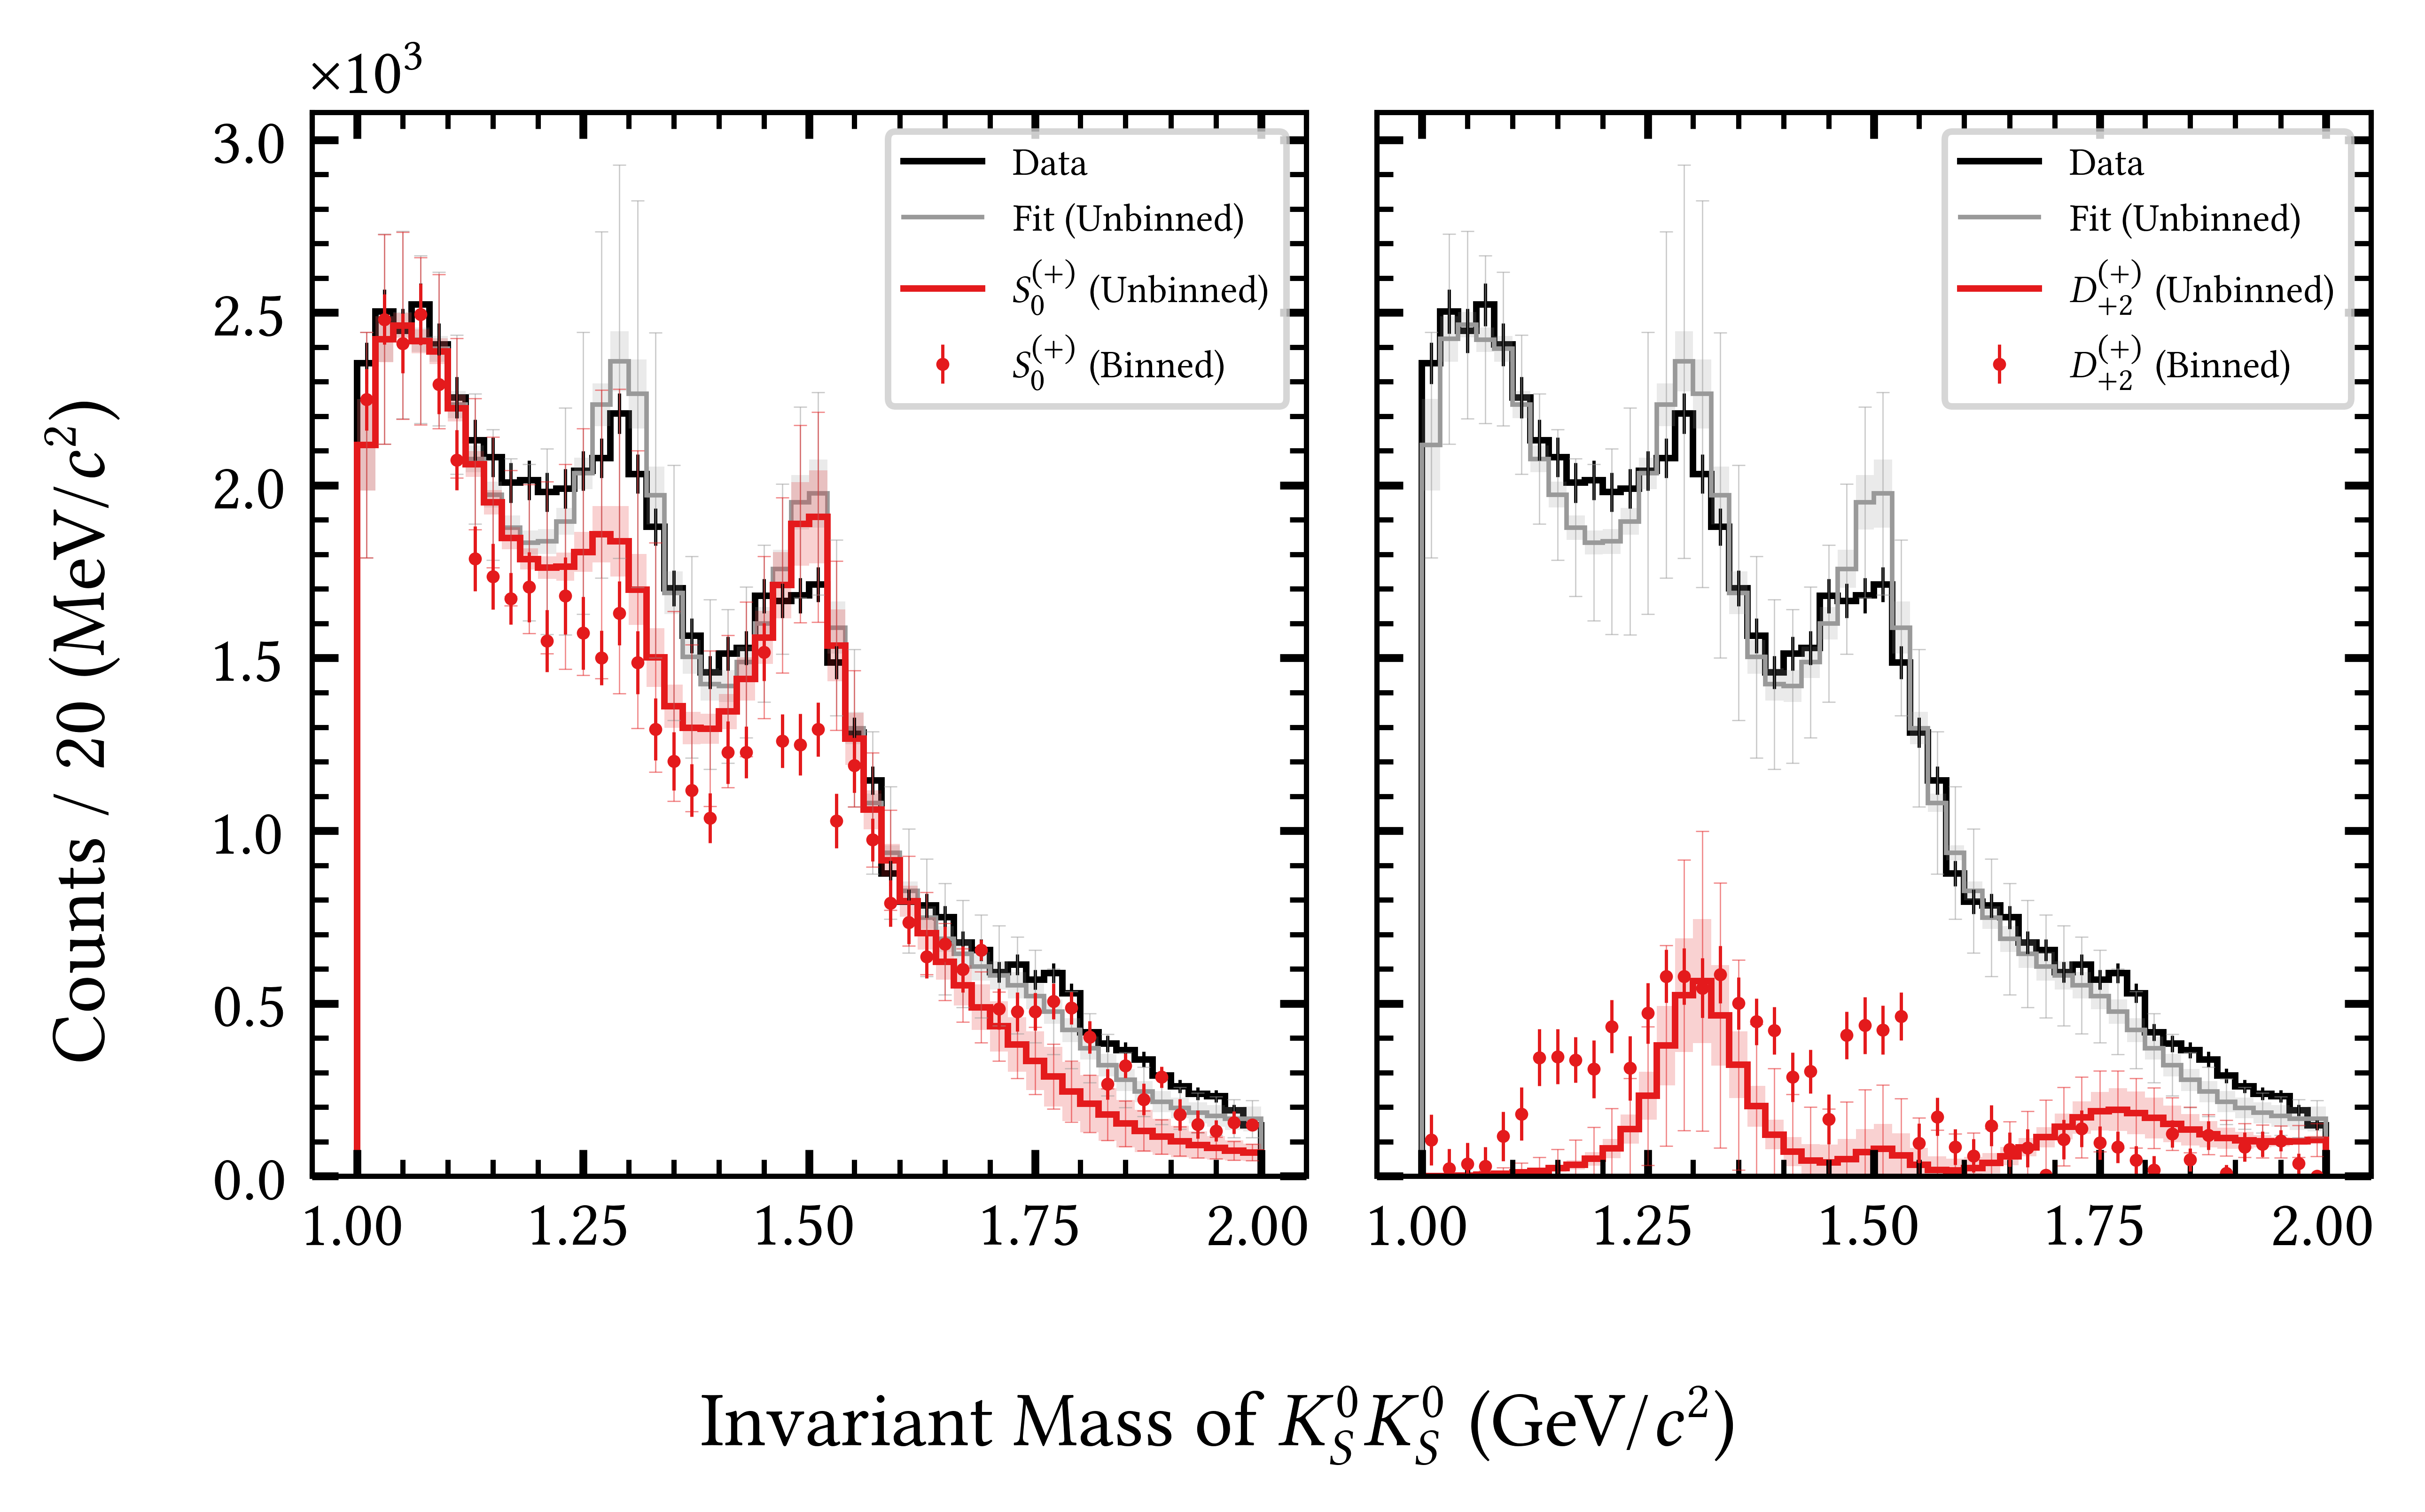 ×10³
Counts / 20 (MeV/c²)
3.0
2.5
2.0
1.5
1.0
0.5
0.0
Data
Fit (Unbinned)
S₀⁽⁺⁾ (Unbinned)
S₀⁽⁺⁾ (Binned)
1.00 1.25 1.50 1.75 2.00
Data
Fit (Unbinned)
D₊₂⁽⁺⁾ (Unbinned)
D₊₂⁽⁺⁾ (Binned)
1.00 1.25 1.50 1.75 2.00
Invariant Mass of K_S⁰K_S⁰ (GeV/c²)